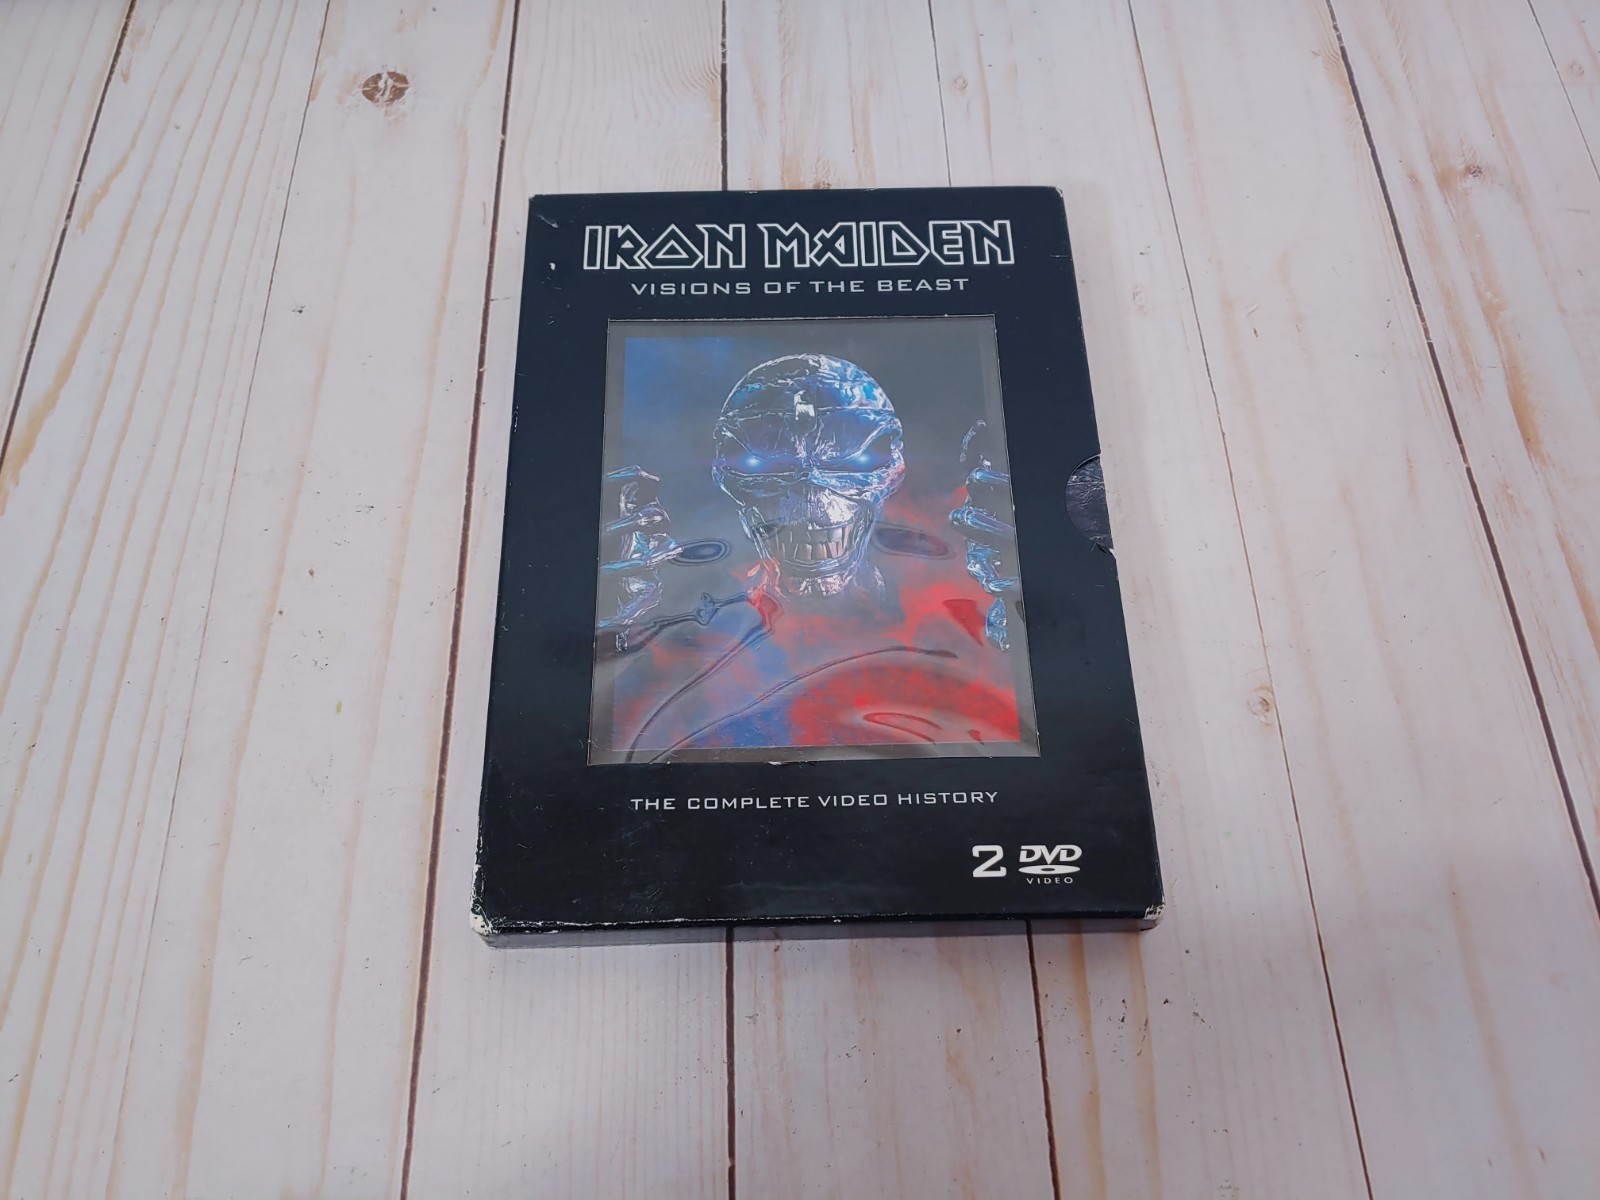 IRON MAIDEN
VISIONS OF THE BEAST
THE COMPLETE VIDEO HISTORY
2 DVD
VIDEO